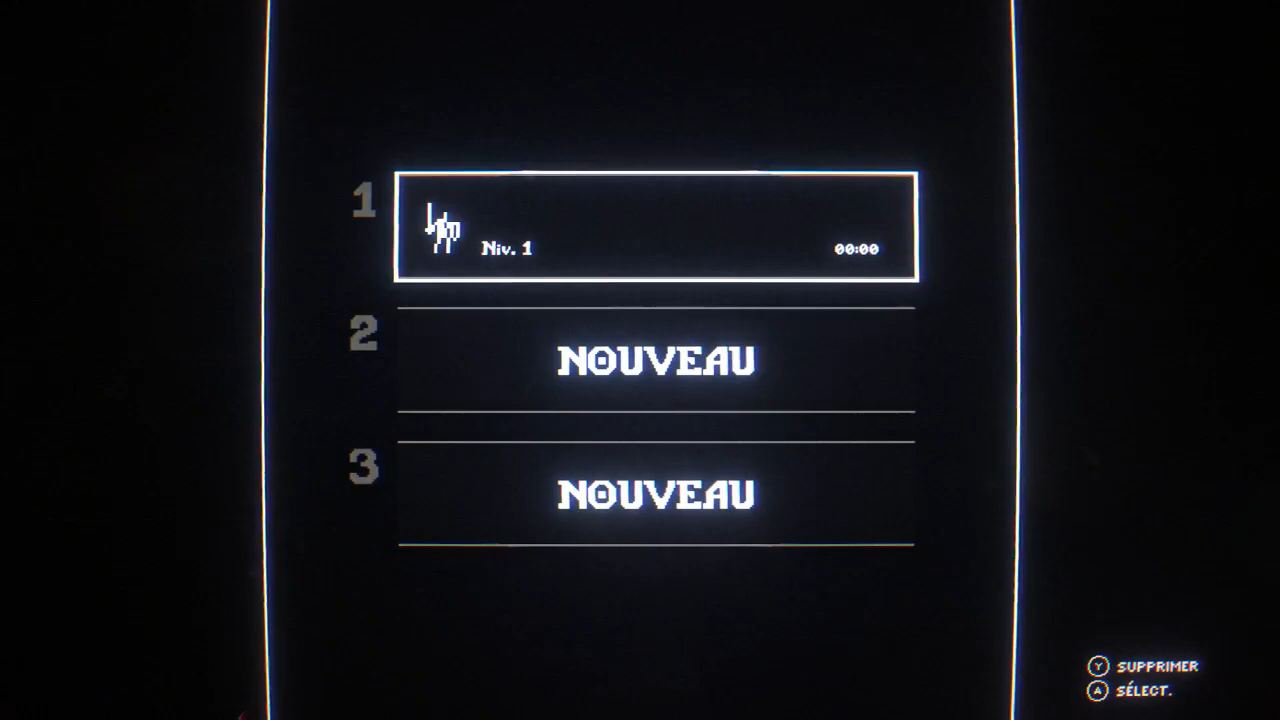 1
Niv. 1
00:00
2
NOUVEAU
3
NOUVEAU
Y SUPPRIMER
A SÉLECT.